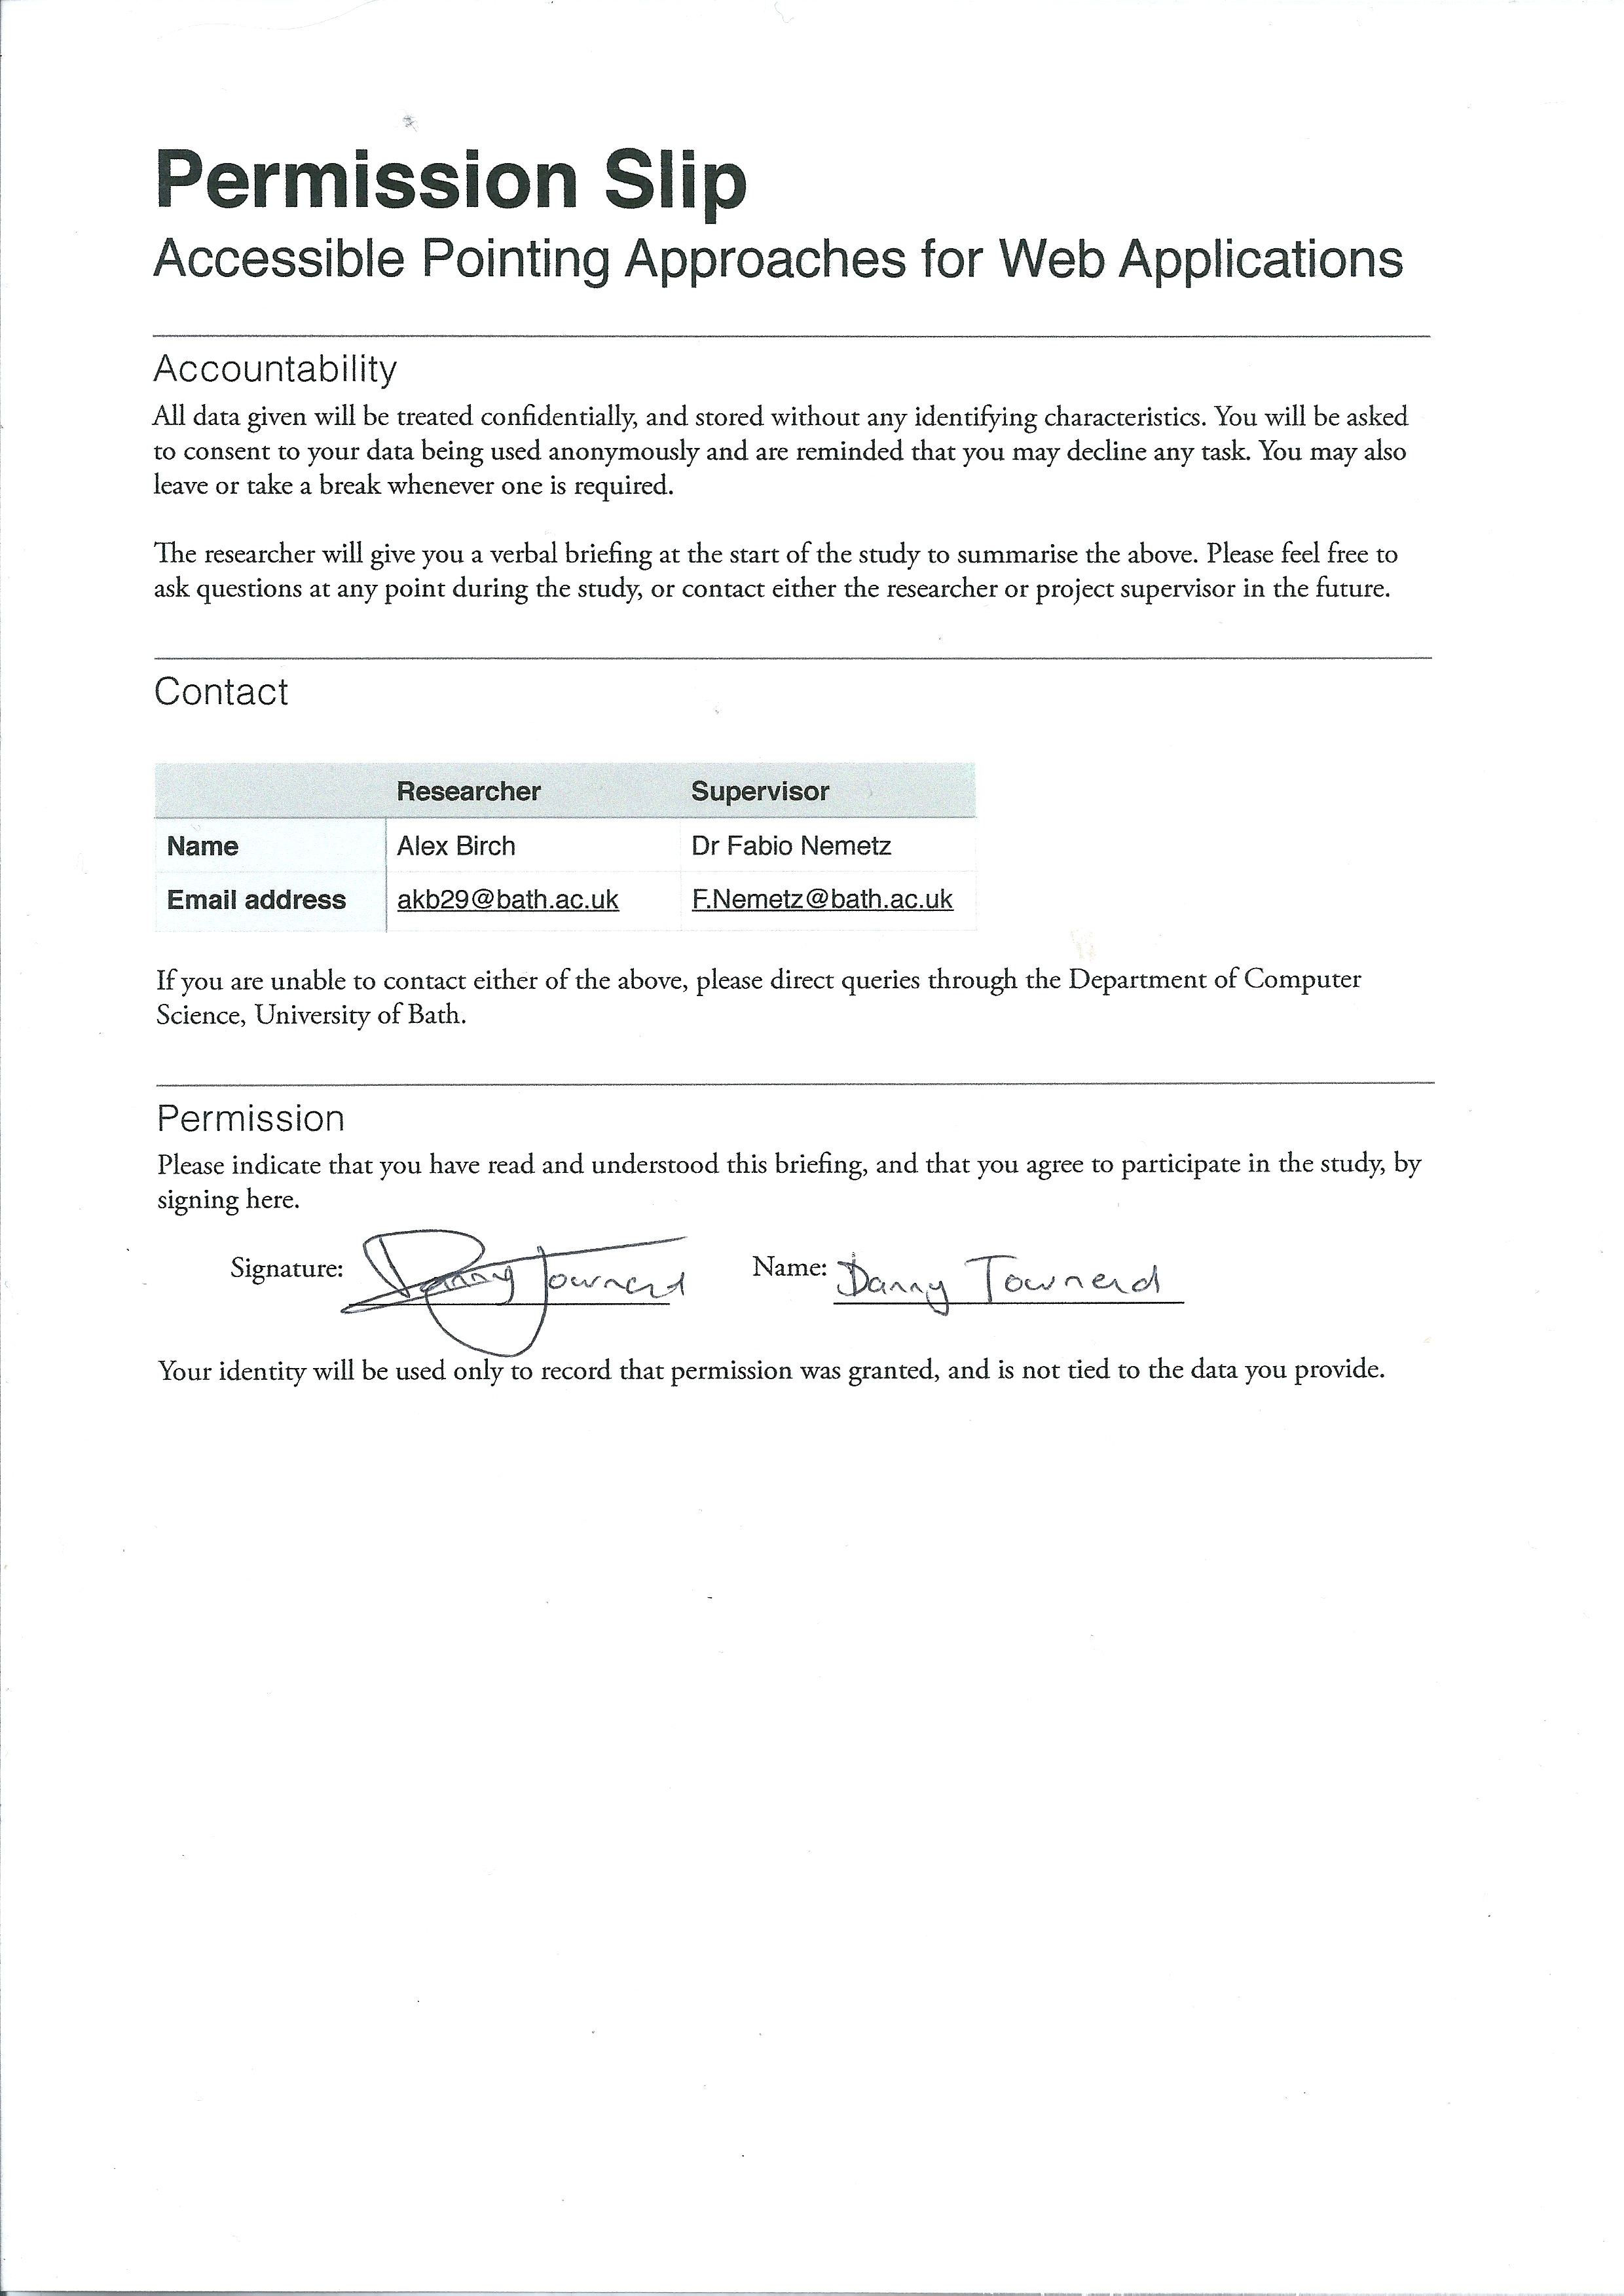 Permission Slip
Accessible Pointing Approaches for Web Applications
Accountability
All data given will be treated confidentially, and stored without any identifying characteristics. You will be asked
to consent to your data being used anonymously and are reminded that you may decline any task. You may also
leave or take a break whenever one is required.
The researcher will give you a verbal briefing at the start of the study to summarise the above. Please feel free to
ask questions at any point during the study, or contact either the researcher or project supervisor in the future.
Contact
Researcher Supervisor
Name Alex Birch Dr Fabio Nemetz
Email address akb29@bath.ac.uk F.Nemetz@bath.ac.uk
If you are unable to contact either of the above, please direct queries through the Department of Computer
Science, University of Bath.
Permission
Please indicate that you have read and understood this briefing, and that you agree to participate in the study, by
signing here.
Signature: Danny Townend Name: Danny Townend
Your identity will be used only to record that permission was granted, and is not tied to the data you provide.